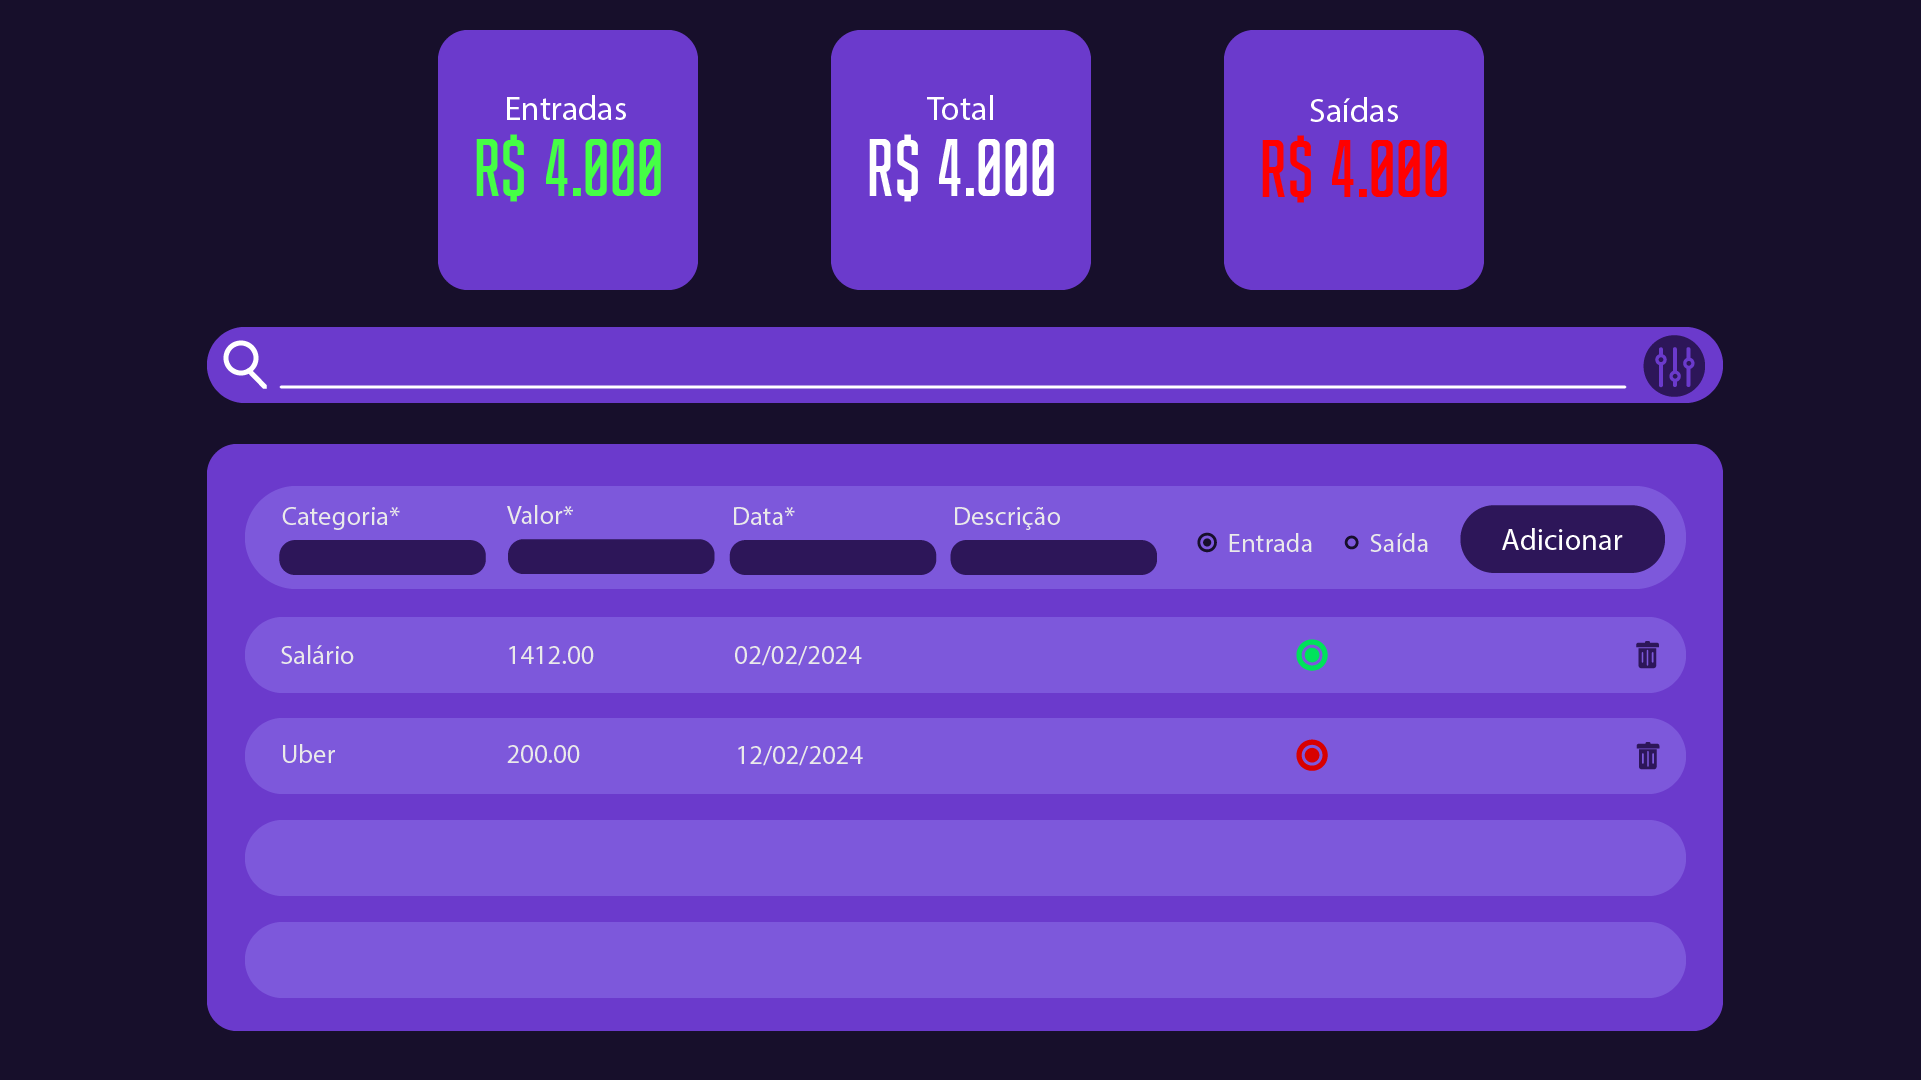 Entradas
R$ 4.000
Total
R$ 4.000
Saídas
R$ 4.000
Categoria*
Valor*
Data*
Descrição
Entrada
Saída
Adicionar
Salário
1412.00
02/02/2024
Uber
200.00
12/02/2024